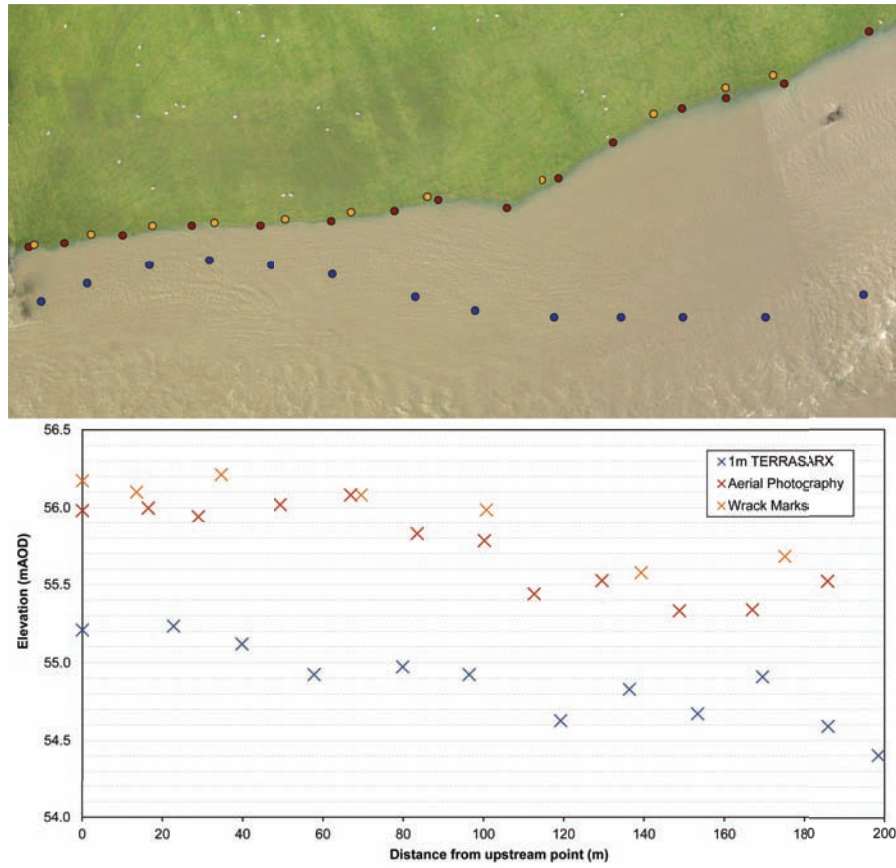 56.5
56.0
55.5
55.0
54.5
54.0
Elevation (mAOD)
1m TERRASARX
Aerial Photography
Wrack Marks
0 20 40 60 80 100 120 140 160 180 200
Distance from upstream point (m)